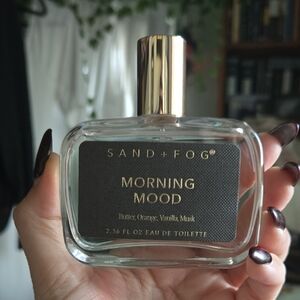 SAND + FOG®
MORNING
MOOD
Butter, Orange, Vanilla, Musk
2.36 FL OZ EAU DE TOILETTE